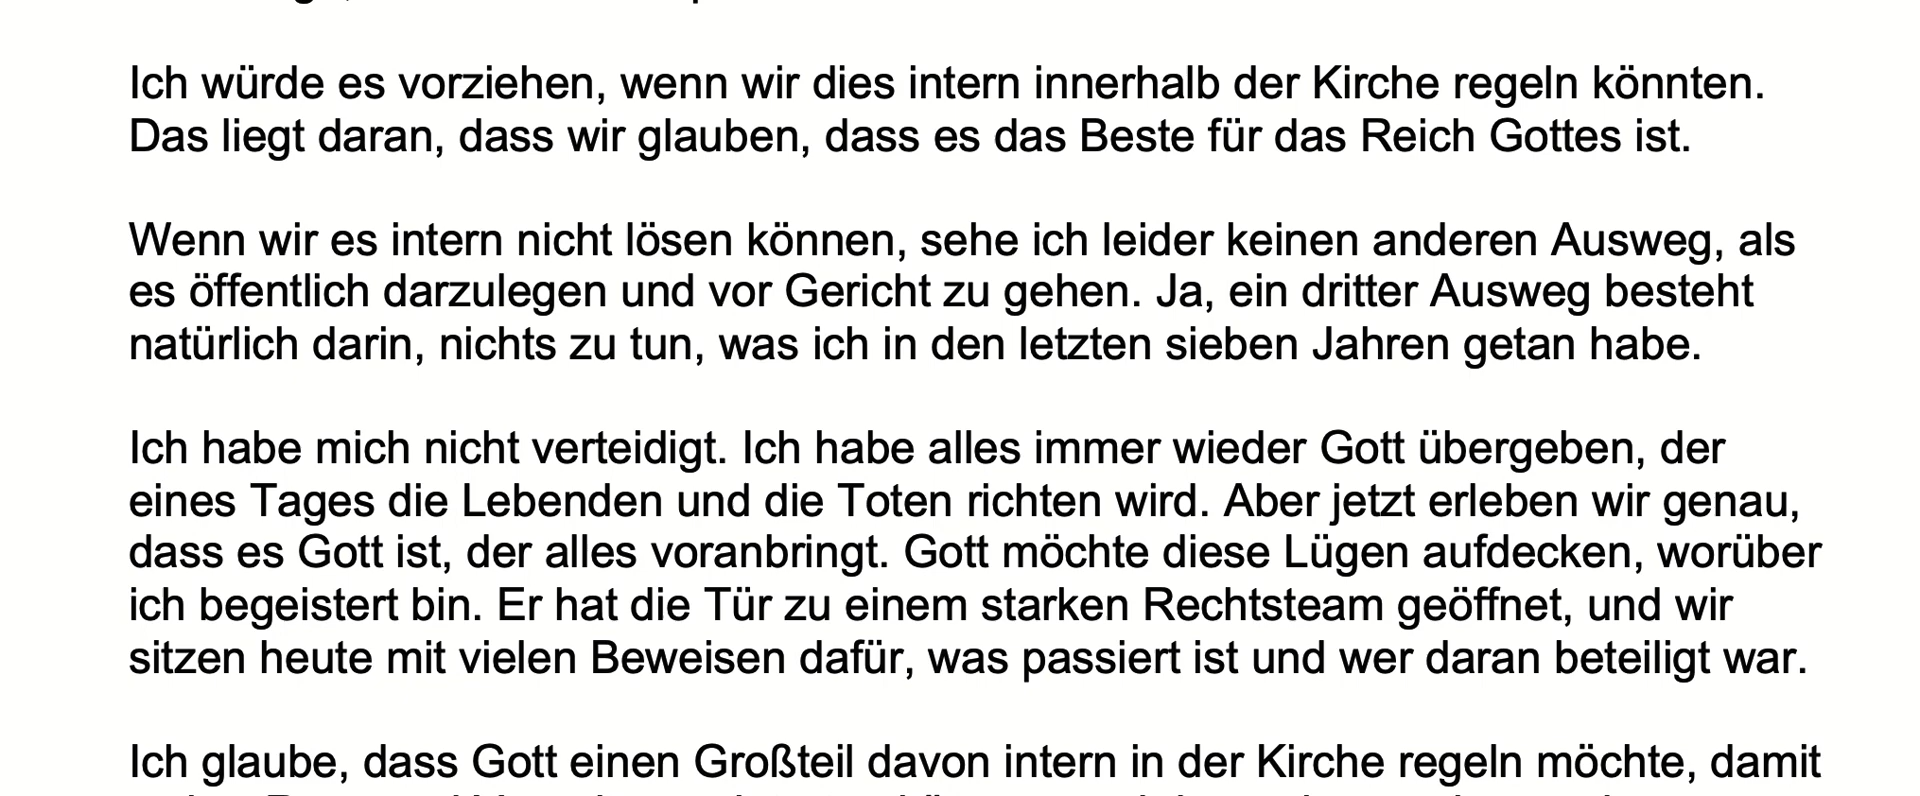 Ich würde es vorziehen, wenn wir dies intern innerhalb der Kirche regeln könnten.
Das liegt daran, dass wir glauben, dass es das Beste für das Reich Gottes ist.
Wenn wir es intern nicht lösen können, sehe ich leider keinen anderen Ausweg, als
es öffentlich darzulegen und vor Gericht zu gehen. Ja, ein dritter Ausweg besteht
natürlich darin, nichts zu tun, was ich in den letzten sieben Jahren getan habe.
Ich habe mich nicht verteidigt. Ich habe alles immer wieder Gott übergeben, der
eines Tages die Lebenden und die Toten richten wird. Aber jetzt erleben wir genau,
dass es Gott ist, der alles voranbringt. Gott möchte diese Lügen aufdecken, worüber
ich begeistert bin. Er hat die Tür zu einem starken Rechtsteam geöffnet, und wir
sitzen heute mit vielen Beweisen dafür, was passiert ist und wer daran beteiligt war.
Ich glaube, dass Gott einen Großteil davon intern in der Kirche regeln möchte, damit